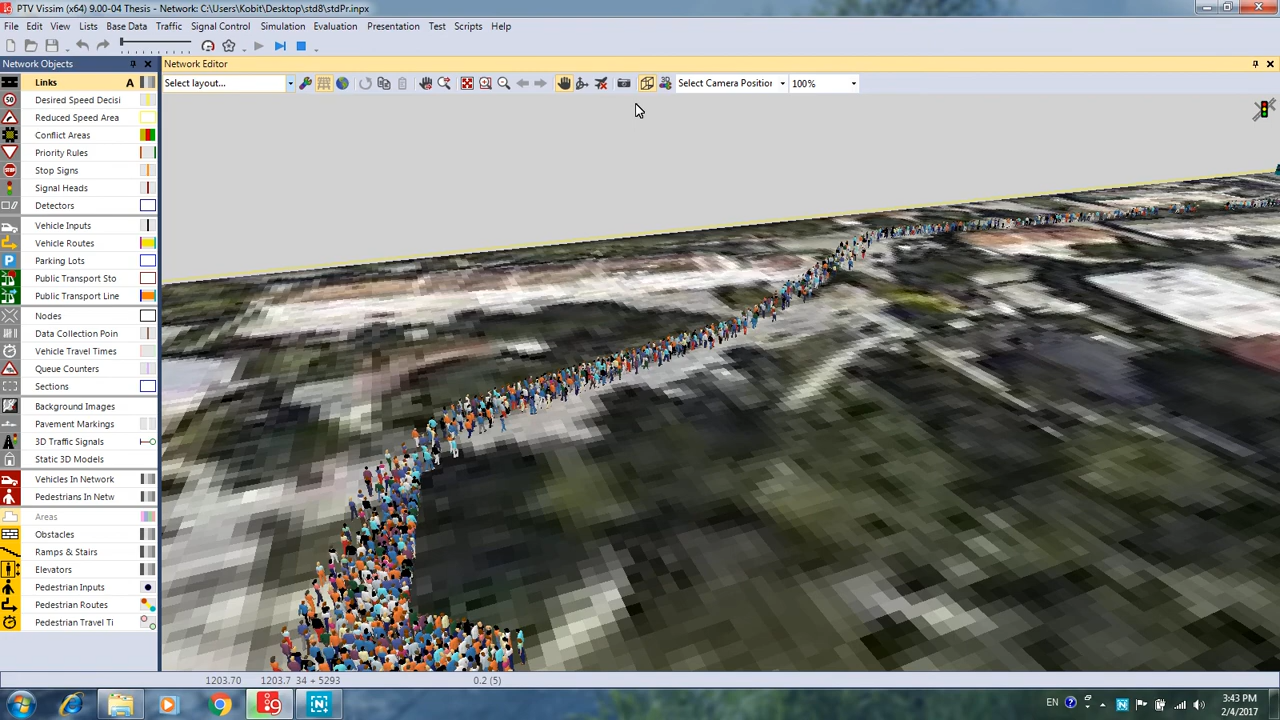 PTV Vissim (x64) 9.00-04 Thesis - Network: C:\Users\Kobit\Desktop\std8\stdPr.inpx
File Edit View Lists Base Data Traffic Signal Control Simulation Evaluation Presentation Test Scripts Help
Network Objects
Network Editor
Select layout...
Select Camera Position
100%
Links A
50 Desired Speed Decisi
Reduced Speed Area
Conflict Areas
Priority Rules
STOP Stop Signs
Signal Heads
Detectors
Vehicle Inputs
Vehicle Routes
P Parking Lots
Public Transport Sto
Public Transport Line
Nodes
Data Collection Poin
Vehicle Travel Times
Queue Counters
Sections
Background Images
Pavement Markings
3D Traffic Signals
Static 3D Models
Vehicles In Network
Pedestrians In Netw
Areas
Obstacles
Ramps & Stairs
Elevators
Pedestrian Inputs
Pedestrian Routes
Pedestrian Travel Ti
1203.70 1203.7 34 + 5293 0.2 (5)
EN
3:43 PM
2/4/2017